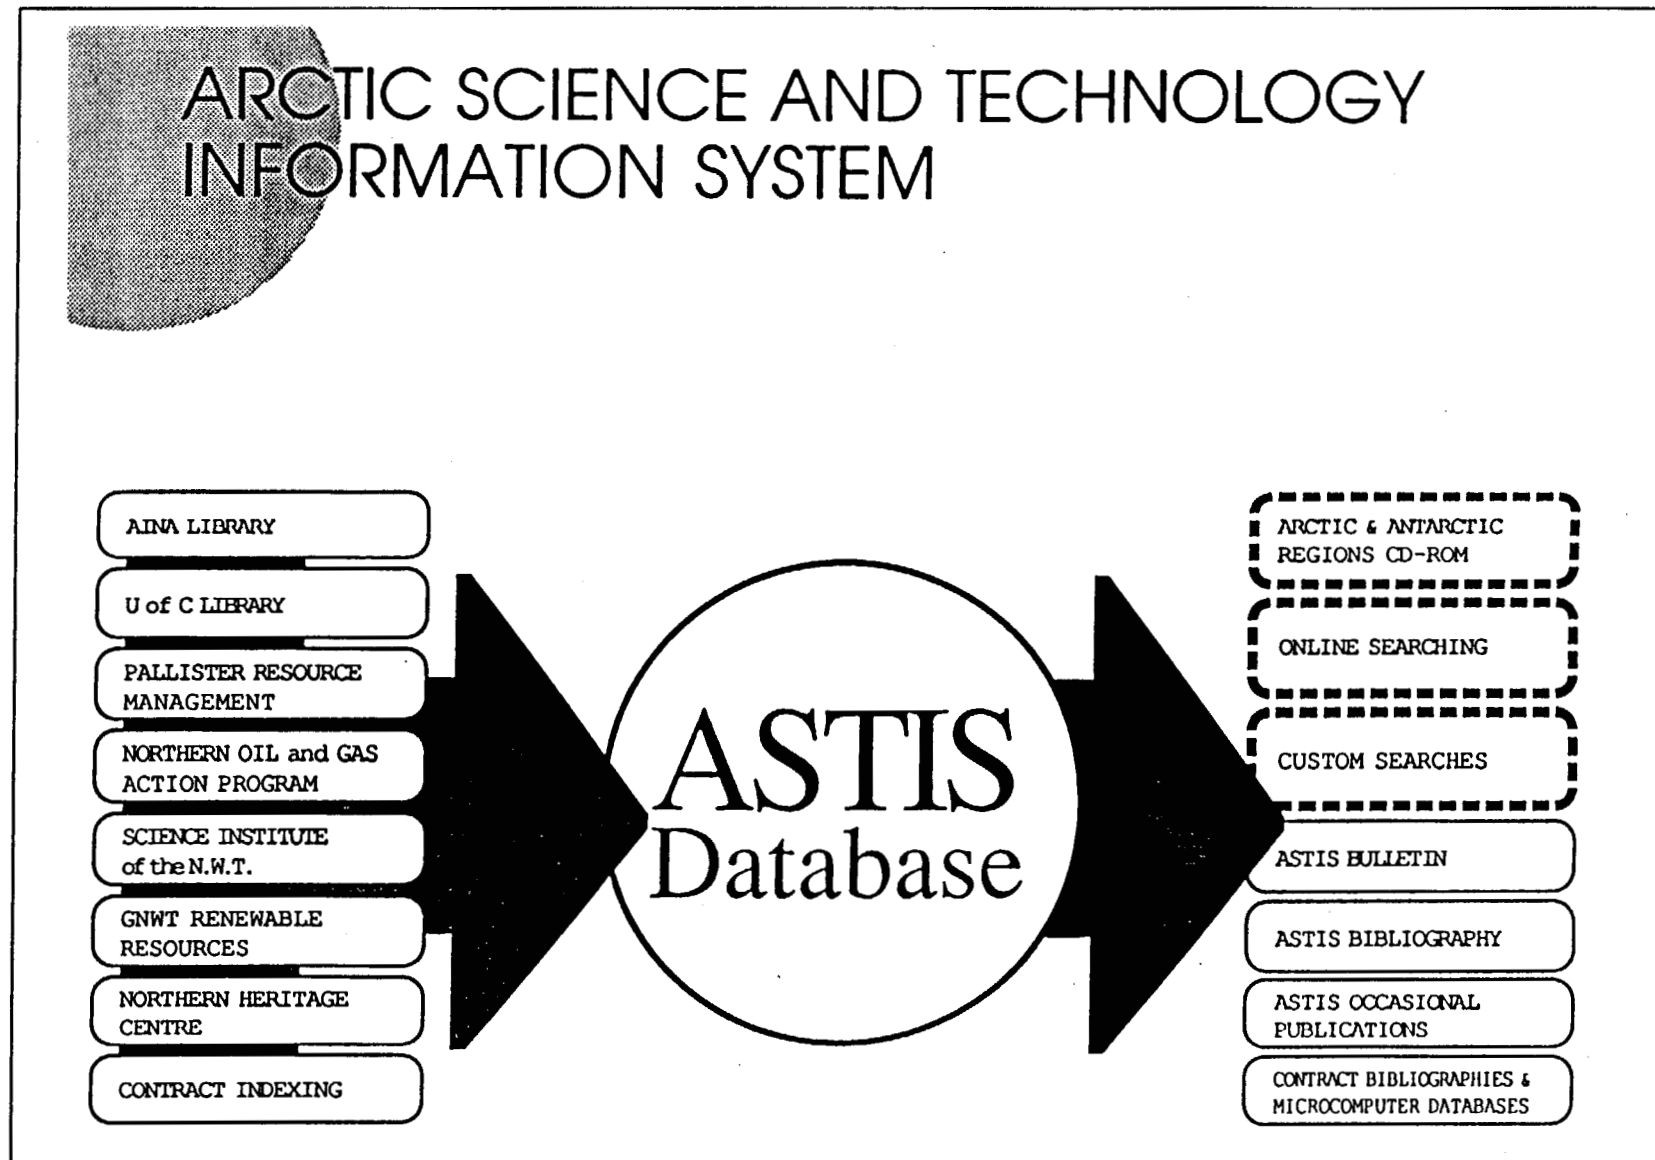 ARCTIC SCIENCE AND TECHNOLOGY
INFORMATION SYSTEM
AINA LIBRARY
U of C LIBRARY
PALLISTER RESOURCE
MANAGEMENT
NORTHERN OIL and GAS
ACTION PROGRAM
SCIENCE INSTITUTE
of the N.W.T.
GNWT RENEWABLE
RESOURCES
NORTHERN HERITAGE
CENTRE
CONTRACT INDEXING
ASTIS
Database
ARCTIC & ANTARCTIC
REGIONS CD-ROM
ONLINE SEARCHING
CUSTOM SEARCHES
ASTIS BULLETIN
ASTIS BIBLIOGRAPHY
ASTIS OCCASIONAL
PUBLICATIONS
CONTRACT BIBLIOGRAPHIES &
MICROCOMPUTER DATABASES